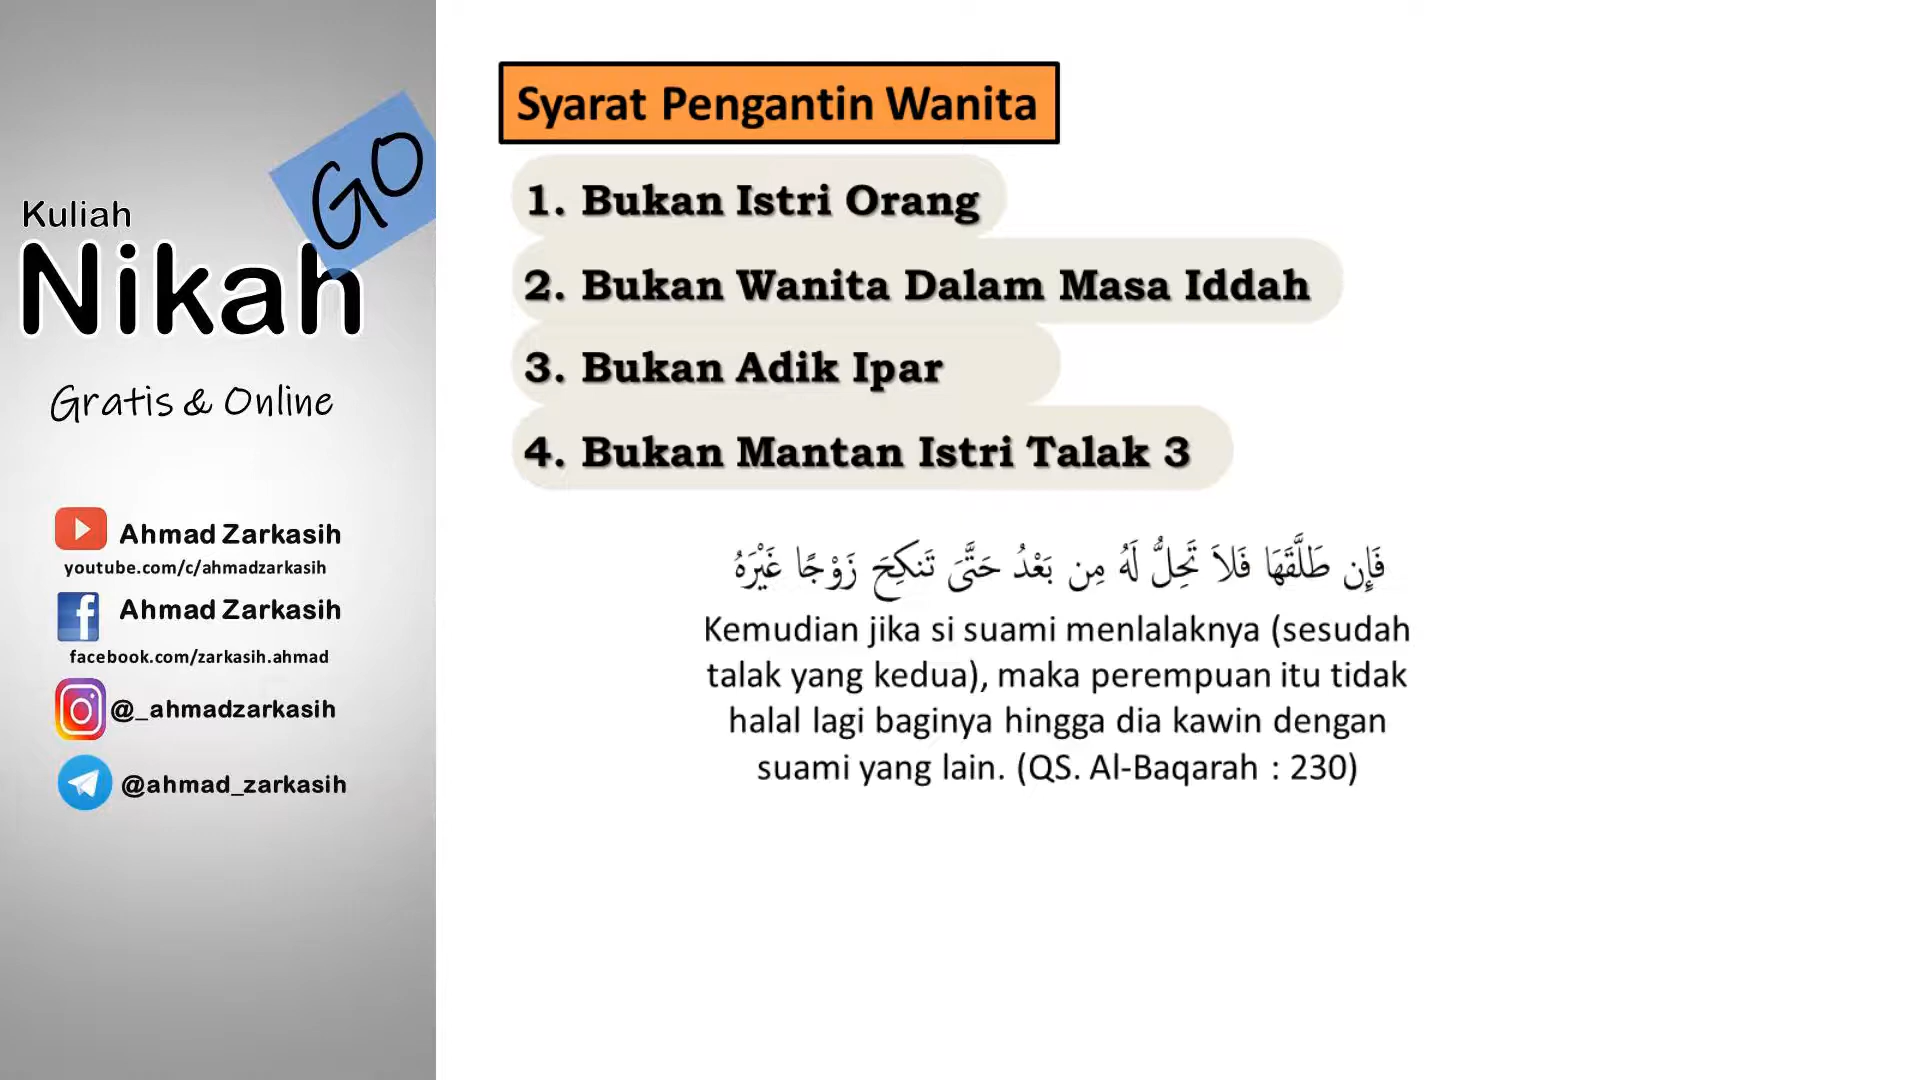 GO
Kuliah
Nikah
Gratis & Online
Ahmad Zarkasih
youtube.com/c/ahmadzarkasih
Ahmad Zarkasih
facebook.com/zarkasih.ahmad
@_ahmadzarkasih
@ahmad_zarkasih
Syarat Pengantin Wanita
1. Bukan Istri Orang
2. Bukan Wanita Dalam Masa Iddah
3. Bukan Adik Ipar
4. Bukan Mantan Istri Talak 3
فَإِن طَلَّقَهَا فَلاَ تَحِلُّ لَهُ مِن بَعْدُ حَتَّىَ تَنكِحَ زَوْجًا غَيْرَهُ
Kemudian jika si suami menlalaknya (sesudah
talak yang kedua), maka perempuan itu tidak
halal lagi baginya hingga dia kawin dengan
suami yang lain. (QS. Al-Baqarah : 230)